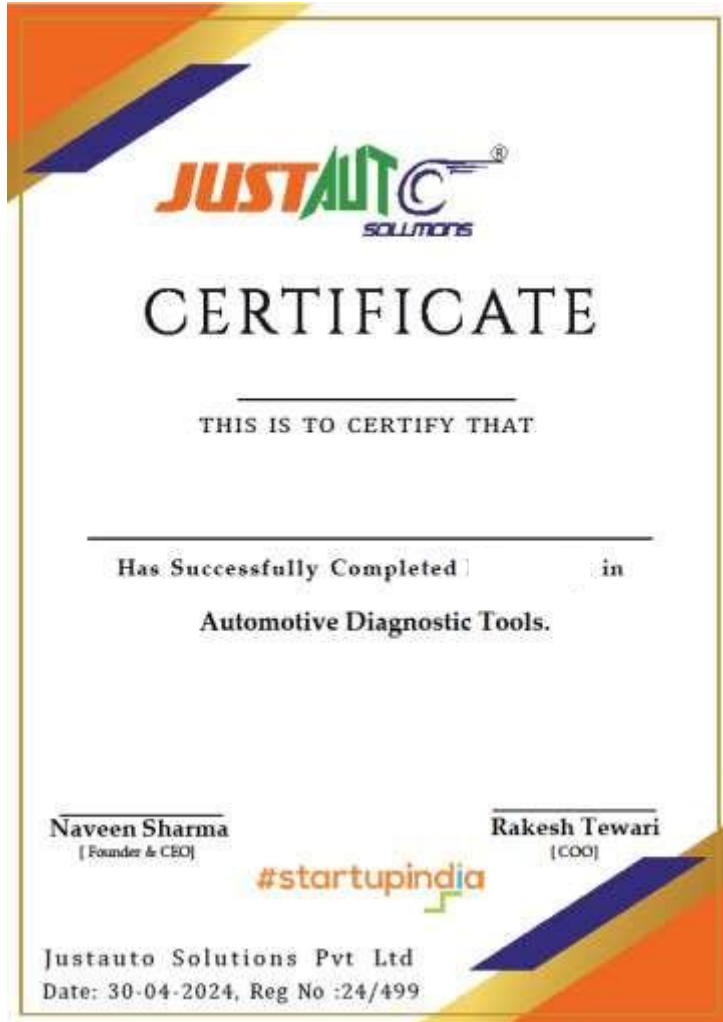 JUSTAUTO ®
SOLUTIONS
CERTIFICATE
THIS IS TO CERTIFY THAT
Has Successfully Completed in
Automotive Diagnostic Tools.
Naveen Sharma Rakesh Tewari
[ Founder & CEO] [COO]
#startupindia
Justauto Solutions Pvt Ltd
Date: 30-04-2024, Reg No :24/499